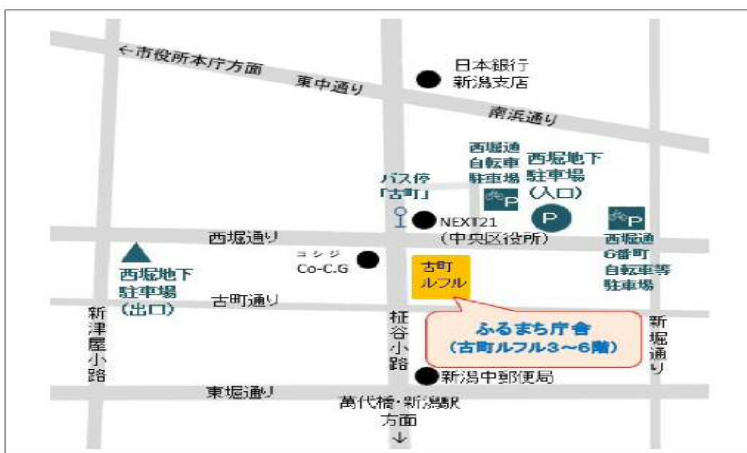 ←市役所本庁方面
東中通り
日本銀行
新潟支店
南浜通り
バス停
「古町」
西堀通
自転車
駐車場
西堀地下
駐車場
(入口)
P
P
P
NEXT21
(中央区役所)
西堀通り
コシジ
Co-C.G
西堀通
6番町
自転車等
駐車場
西堀地下
駐車場
(出口)
古町
ルフル
古町通り
新津屋小路
柾谷小路
新堀通り
ふるまち庁舎
(古町ルフル3～6階)
新潟中郵便局
東堀通り
萬代橋・新潟駅
方面
↓